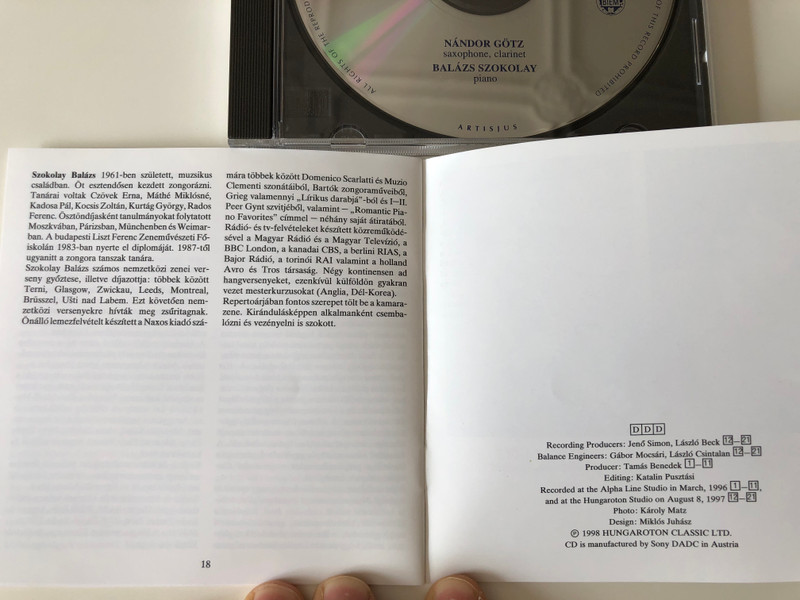 NÁNDOR GÖTZ
saxophone, clarinet
BALÁZS SZOKOLAY
piano
ARTISJUS
ALL RIGHTS OF THE
OF THIS RECORD PROHIBITED
BIEM
Szokolay Balázs 1961-ben született, muzsikus
családban. Öt esztendősen kezdett zongorázni.
Tanárai voltak Czövek Erna, Máthé Miklósné,
Kadosa Pál, Kocsis Zoltán, Kurtág György, Rados
Ferenc. Ösztöndíjasként tanulmányokat folytatott
Moszkvában, Párizsban, Münchenben és Weimar-
ban. A budapesti Liszt Ferenc Zeneművészeti Fő-
iskolán 1983-ban nyerte el diplomáját. 1987-től
ugyanitt a zongora tanszak tanára.
Szokolay Balázs számos nemzetközi zenei ver-
seny győztese, illetve díjazottja: többek között
Terni, Glasgow, Zwickau, Leeds, Montreal,
Brüsszel, Ušti nad Labem. Ezt követően nem-
zetközi versenyekre hívták meg zsűritagnak.
Önálló lemezfelvételt készített a Naxos kiadó szá-
mára többek között Domenico Scarlatti és Muzio
Clementi szonátáiból, Bartók zongoraműveiből,
Grieg valamennyi „Lírikus darabjá"-ból és I–II.
Peer Gynt szvitjéből, valamint – „Romantic Pia-
no Favorites" címmel – néhány saját átiratából.
Rádió- és tv-felvételeket készített közreműködé-
sével a Magyar Rádió és a Magyar Televízió, a
BBC London, a kanadai CBS, a berlini RIAS, a
Bajor Rádió, a torinói RAI valamint a holland
Avro és Tros társaság. Négy kontinensen ad
hangversenyeket, ezenkívül külföldön gyakran
vezet mesterkurzusokat (Anglia, Dél-Korea).
Repertoárjában fontos szerepet tölt be a kamara-
zene. Kirándulásképpen alkalmanként csemba-
lózni és vezényelni is szokott.
18
DDD
Recording Producers: Jenő Simon, László Beck 12–21
Balance Engineers: Gábor Mocsári, László Csintalan 12–21
Producer: Tamás Benedek 1–11
Editing: Katalin Pusztási
Recorded at the Alpha Line Studio in March, 1996 1–11,
and at the Hungaroton Studio on August 8, 1997 12–21
Photo: Károly Matz
Design: Miklós Juhász
℗ 1998 HUNGAROTON CLASSIC LTD.
CD is manufactured by Sony DADC in Austria